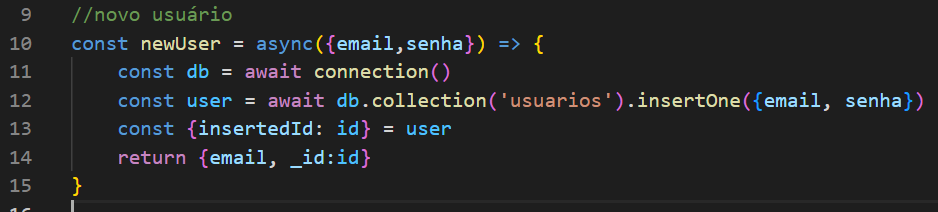 9 //novo usuário
10 const newUser = async({email,senha}) => {
11 const db = await connection()
12 const user = await db.collection('usuarios').insertOne({email, senha})
13 const {insertedId: id} = user
14 return {email, _id:id}
15 }
16